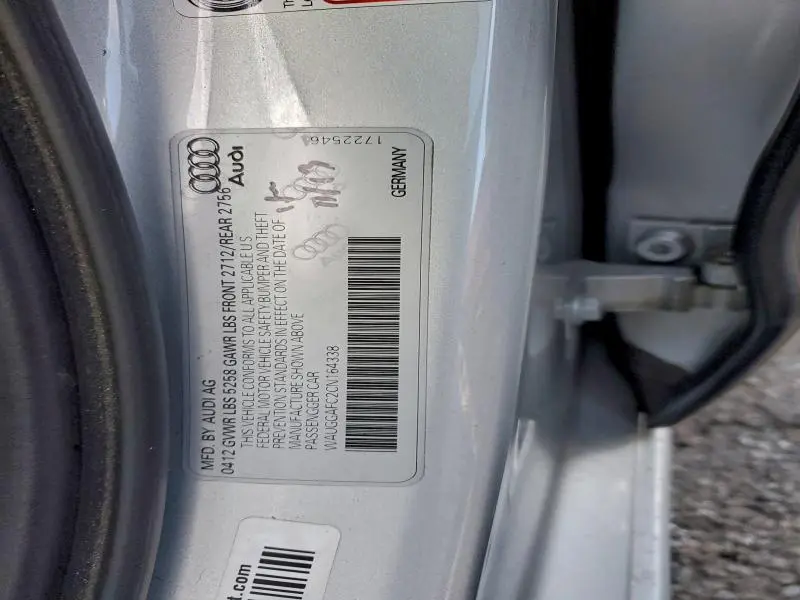 Audi
MFD. BY AUDI AG
0412 GVWR LBS 5258 GAWR LBS FRONT 2712/REAR 2756
THIS VEHICLE CONFORMS TO ALL APPLICABLE U.S.
FEDERAL MOTOR VEHICLE SAFETY BUMPER AND THEFT
PREVENTION STANDARDS IN EFFECT ON THE DATE OF
MANUFACTURE SHOWN ABOVE
PASSENGGER CAR
WAUGGAFC2CN164338
GERMANY
17225461
t.com